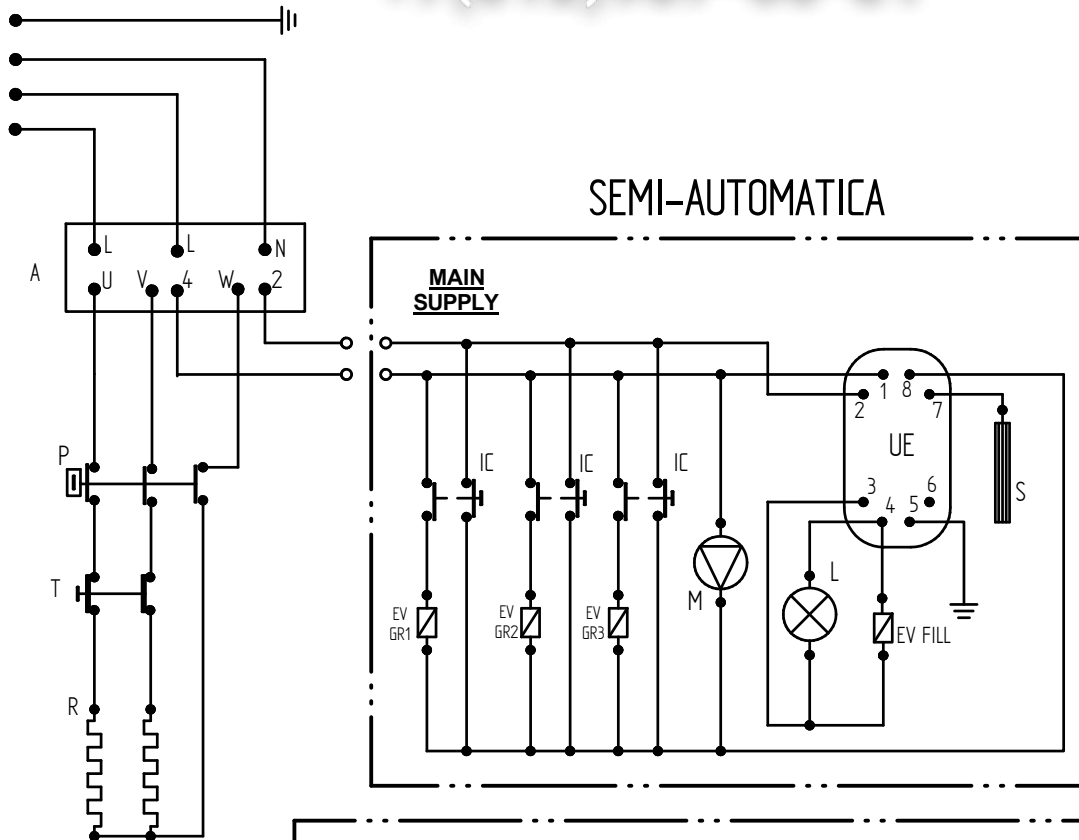 SEMI-AUTOMATICA
A
L L N
U V 4 W 2
MAIN
SUPPLY
P
T
R
IC IC IC
EV
GR1
EV
GR2
EV
GR3
M
1 8
2 7
UE
3 6
4 5
S
L
EV FILL